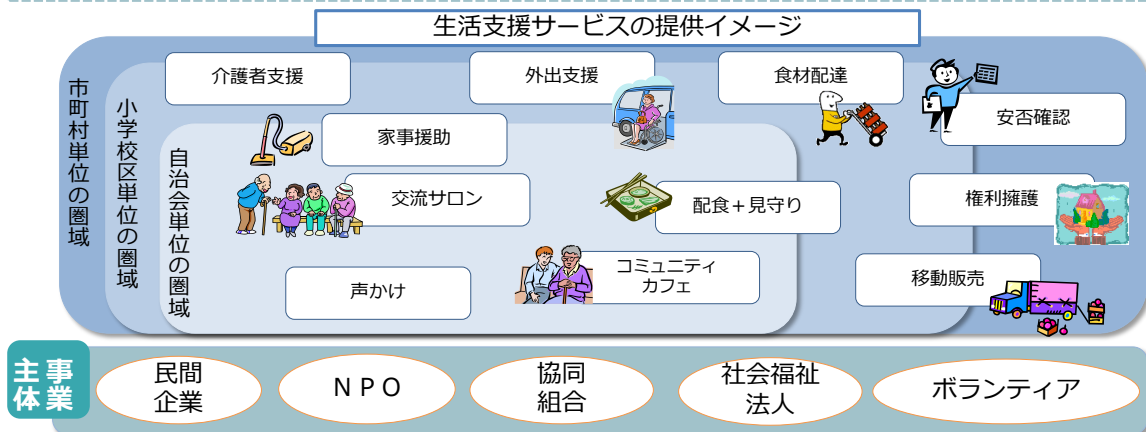 生活支援サービスの提供イメージ
市町村単位の圏域
小学校区単位の圏域
自治会単位の圏域
介護者支援
外出支援
食材配達
安否確認
家事援助
交流サロン
配食＋見守り
権利擁護
声かけ
コミュニティ
カフェ
移動販売
事業
主体
民間
企業
ＮＰＯ
協同
組合
社会福祉
法人
ボランティア